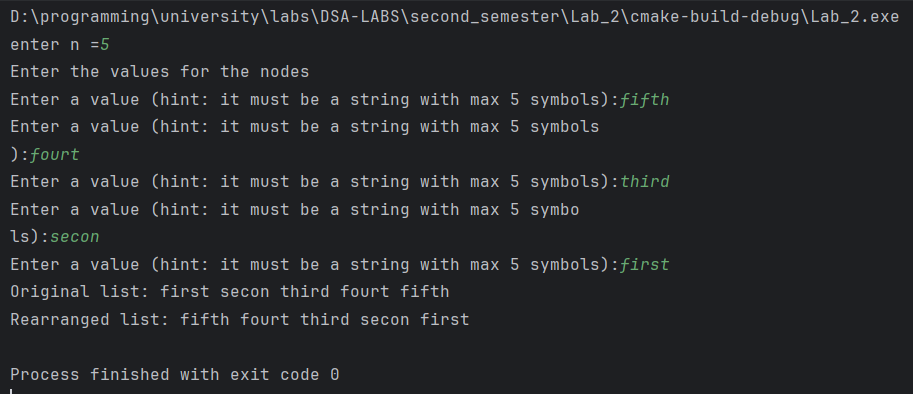 D:\programming\university\labs\DSA-LABS\second_semester\Lab_2\cmake-build-debug\Lab_2.exe
enter n =5
Enter the values for the nodes
Enter a value (hint: it must be a string with max 5 symbols):fifth
Enter a value (hint: it must be a string with max 5 symbols
):fourt
Enter a value (hint: it must be a string with max 5 symbols):third
Enter a value (hint: it must be a string with max 5 symbo
ls):secon
Enter a value (hint: it must be a string with max 5 symbols):first
Original list: first secon third fourt fifth
Rearranged list: fifth fourt third secon first
Process finished with exit code 0